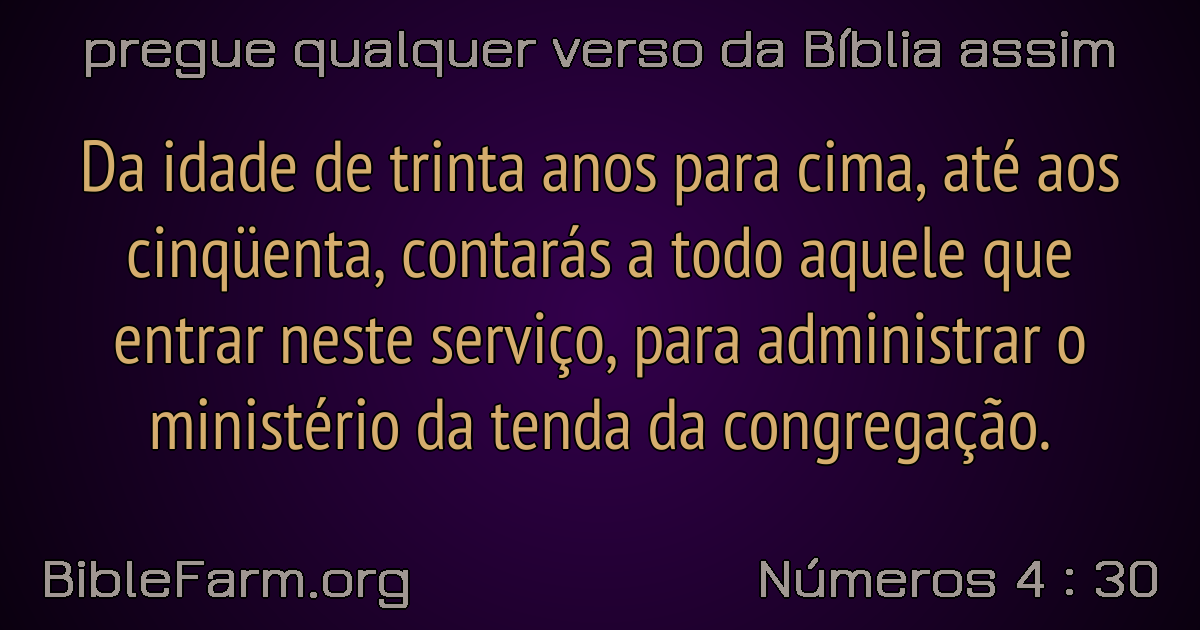 pregue qualquer verso da Bíblia assim
Da idade de trinta anos para cima, até aos
cinqüenta, contarás a todo aquele que
entrar neste serviço, para administrar o
ministério da tenda da congregação.
BibleFarm.org
Números 4 : 30